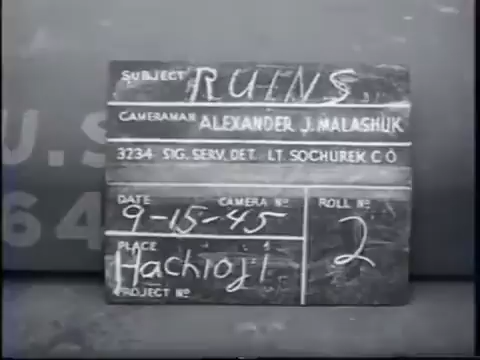 SUBJECT RUINS
CAMERAMAN ALEXANDER J. MALASHUK
3234 SIG. SERV. DET. LT. SOCHUREK C O
DATE CAMERA Nº ROLL Nº
9-15-45 2
PLACE
Hachioji
PROJECT Nº
U.S
64